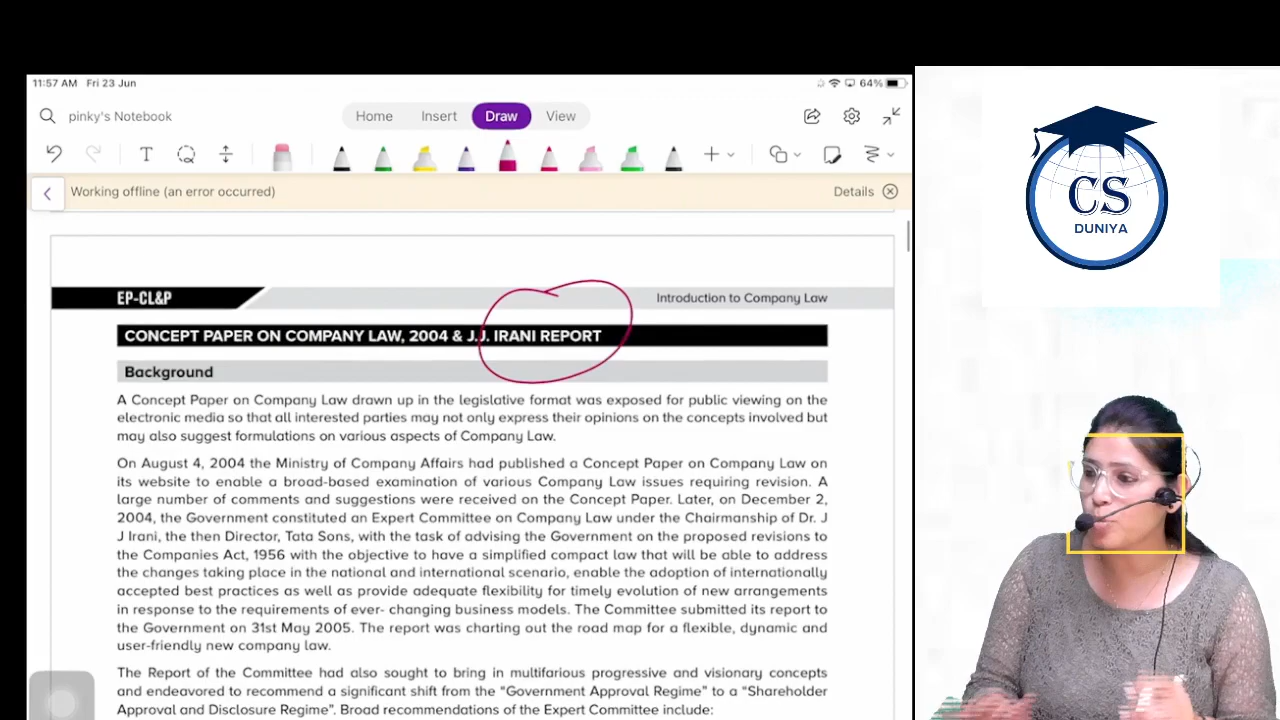 11:57 AM Fri 23 Jun
64%
pinky's Notebook
Home Insert Draw View
T
Working offline (an error occurred)
Details
EP-CL&P
Introduction to Company Law
CONCEPT PAPER ON COMPANY LAW, 2004 & J.J. IRANI REPORT
Background
A Concept Paper on Company Law drawn up in the legislative format was exposed for public viewing on the
electronic media so that all interested parties may not only express their opinions on the concepts involved but
may also suggest formulations on various aspects of Company Law.
On August 4, 2004 the Ministry of Company Affairs had published a Concept Paper on Company Law on
its website to enable a broad-based examination of various Company Law issues requiring revision. A
large number of comments and suggestions were received on the Concept Paper. Later, on December 2,
2004, the Government constituted an Expert Committee on Company Law under the Chairmanship of Dr. J
J Irani, the then Director, Tata Sons, with the task of advising the Government on the proposed revisions to
the Companies Act, 1956 with the objective to have a simplified compact law that will be able to address
the changes taking place in the national and international scenario, enable the adoption of internationally
accepted best practices as well as provide adequate flexibility for timely evolution of new arrangements
in response to the requirements of ever- changing business models. The Committee submitted its report to
the Government on 31st May 2005. The report was charting out the road map for a flexible, dynamic and
user-friendly new company law.
The Report of the Committee had also sought to bring in multifarious progressive and visionary concepts
and endeavored to recommend a significant shift from the “Government Approval Regime” to a “Shareholder
Approval and Disclosure Regime”. Broad recommendations of the Expert Committee include:
CS
DUNIYA